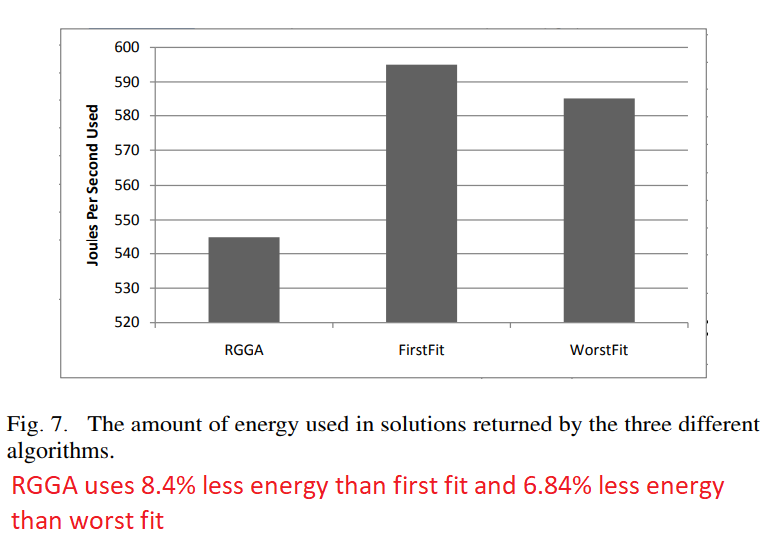 600
590
580
570
560
550
540
530
520
Joules Per Second Used
RGGA
FirstFit
WorstFit
Fig. 7. The amount of energy used in solutions returned by the three different
algorithms.
RGGA uses 8.4% less energy than first fit and 6.84% less energy
than worst fit